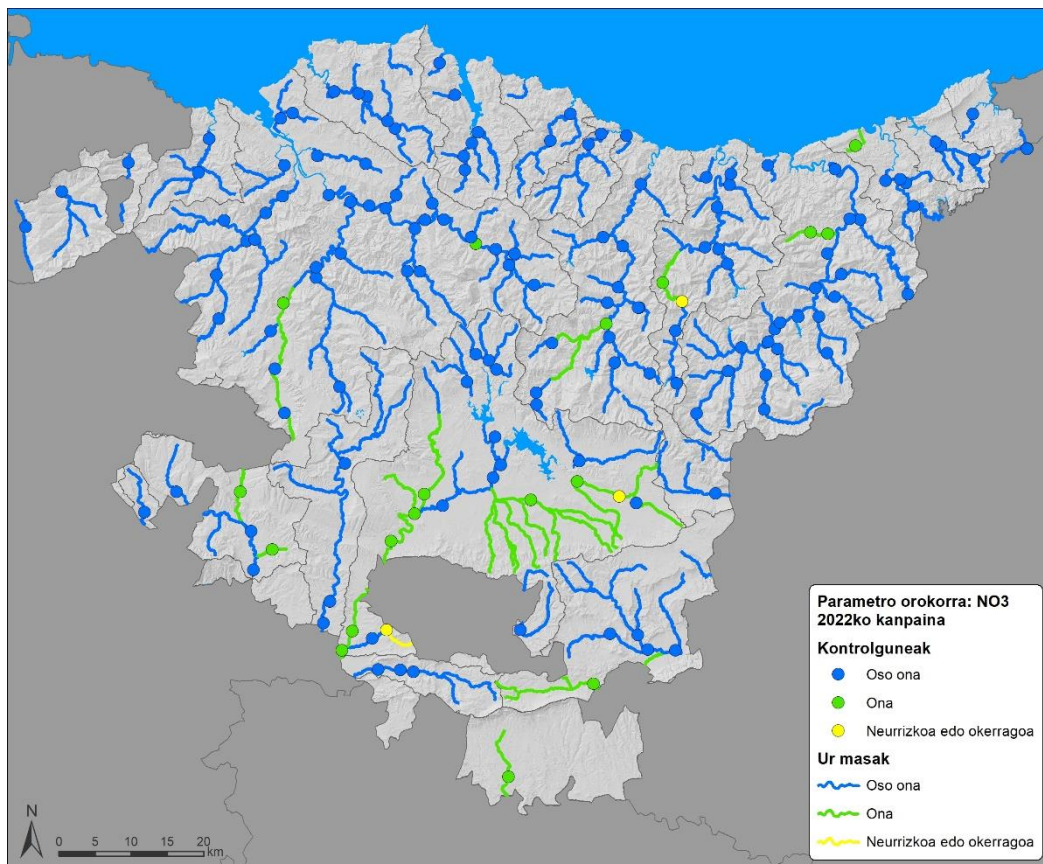 Parametro orokorra: NO3
2022ko kanpaina
Kontrolguneak
Oso ona
Ona
Neurrizkoa edo okerragoa
Ur masak
Oso ona
Ona
Neurrizkoa edo okerragoa
N
0 5 10 15 20
km